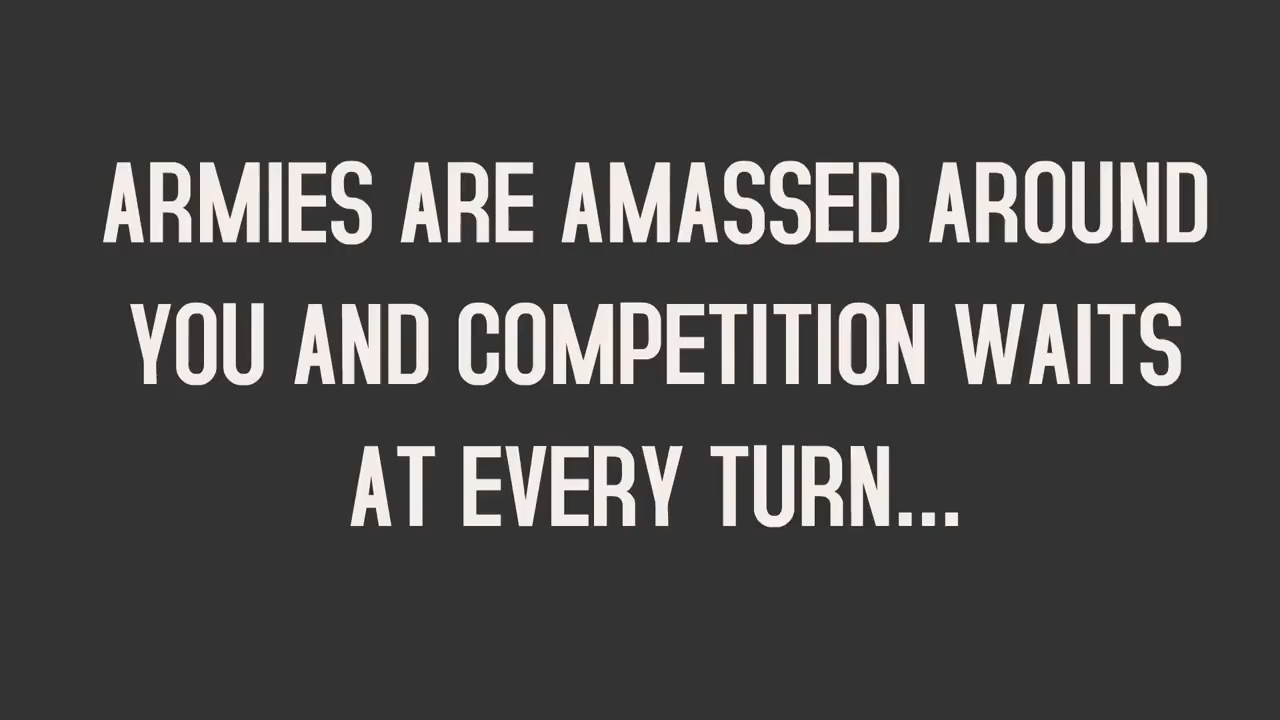 ARMIES ARE AMASSED AROUND
YOU AND COMPETITION WAITS
AT EVERY TURN...